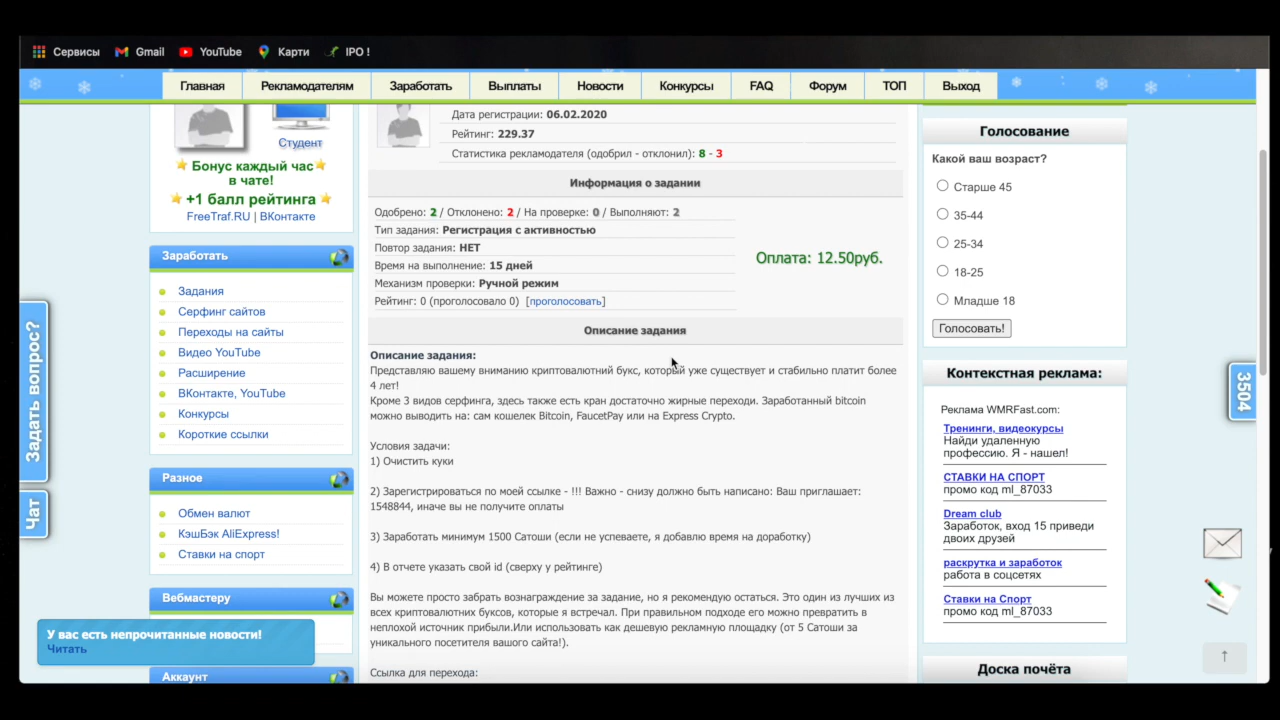 Сервисы Gmail YouTube Карти IPO !
Главная Рекламодателям Заработать Выплаты Новости Конкурсы FAQ Форум ТОП Выход
Студент
Бонус каждый час
в чате!
+1 балл рейтинга
FreeTraf.RU | ВКонтакте
Заработать
Задания
Серфинг сайтов
Переходы на сайты
Видео YouTube
Расширение
ВКонтакте, YouTube
Конкурсы
Короткие ссылки
Разное
Обмен валют
КэшБэк AliExpress!
Ставки на спорт
Вебмастеру
У вас есть непрочитанные новости!
Читать
Аккаунт
Задать вопрос?
Чат
Дата регистрации: 06.02.2020
Рейтинг: 229.37
Статистика рекламодателя (одобрил - отклонил): 8 - 3
Информация о задании
Одобрено: 2 / Отклонено: 2 / На проверке: 0 / Выполняют: 2
Тип задания: Регистрация с активностью
Повтор задания: НЕТ
Время на выполнение: 15 дней
Механизм проверки: Ручной режим
Рейтинг: 0 (проголосовало 0) [проголосовать]
Оплата: 12.50руб.
Описание задания
Описание задания:
Представляю вашему вниманию криптовалютний букс, который уже существует и стабильно платит более
4 лет!
Кроме 3 видов серфинга, здесь также есть кран достаточно жирные переходы. Заработанный bitcoin
можно выводить на: сам кошелек Bitcoin, FaucetPay или на Express Crypto.
Условия задачи:
1) Очистить куки
2) Зарегистрироваться по моей ссылке - !!! Важно - снизу должно быть написано: Ваш приглашает:
1548844, иначе вы не получите оплаты
3) Заработать минимум 1500 Сатоши (если не успеваете, я добавлю время на доработку)
4) В отчете указать свой id (сверху у рейтинге)
Вы можете просто забрать вознаграждение за задание, но я рекомендую остаться. Это один из лучших из
всех криптовалютних буксов, которые я встречал. При правильном подходе его можно превратить в
неплохой источник прибыли.Или использовать как дешевую рекламную площадку (от 5 Сатоши за
уникального посетителя вашого сайта!).
Ссылка для перехода:
Голосование
Какой ваш возраст?
Старше 45
35-44
25-34
18-25
Младше 18
Голосовать!
Контекстная реклама:
Реклама WMRFast.com:
Тренинги, видеокурсы
Найди удаленную
профессию. Я - нашел!
СТАВКИ НА СПОРТ
промо код ml_87033
Dream club
Заработок, вход 15 приведи
двоих друзей
раскрутка и заработок
работа в соцсетях
Ставки на Спорт
промо код ml_87033
Доска почёта
3504
↑